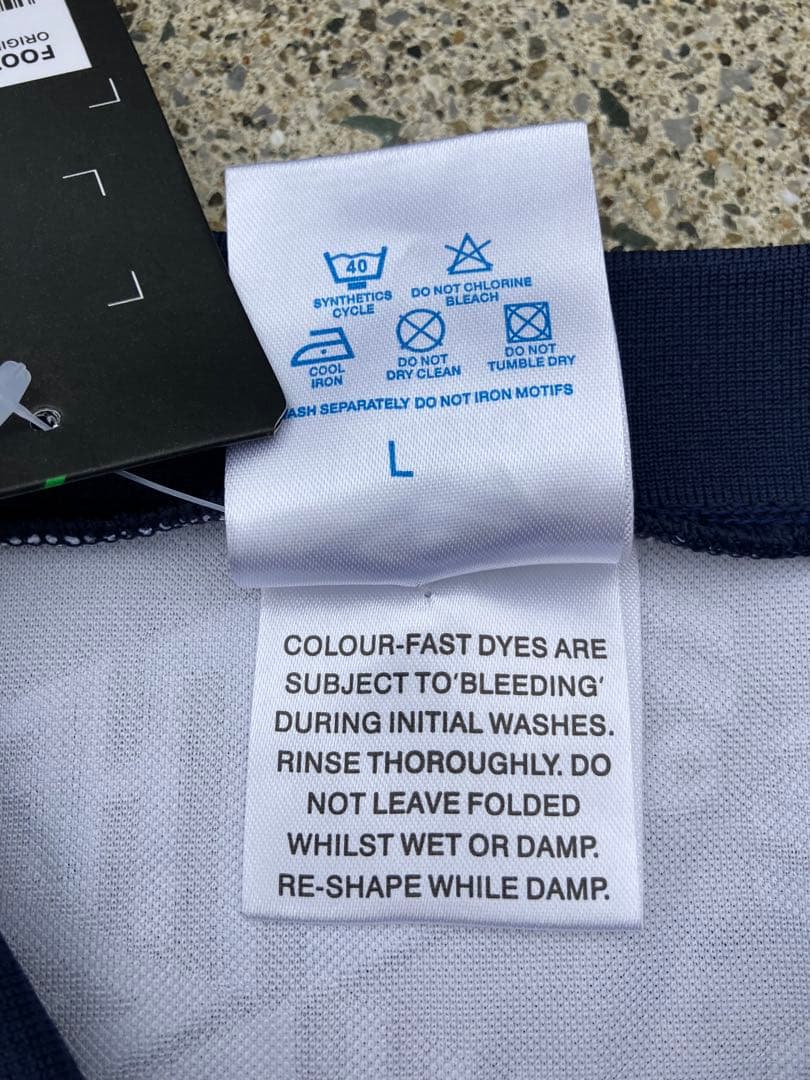 40
SYNTHETICS
CYCLE
DO NOT CHLORINE
BLEACH
COOL
IRON
DO NOT
DRY CLEAN
DO NOT
TUMBLE DRY
SEPARATELY DO NOT IRON MOTIFS
L
COLOUR-FAST DYES ARE
SUBJECT TO'BLEEDING'
DURING INITIAL WASHES.
RINSE THOROUGHLY. DO
NOT LEAVE FOLDED
WHILST WET OR DAMP.
RE-SHAPE WHILE DAMP.